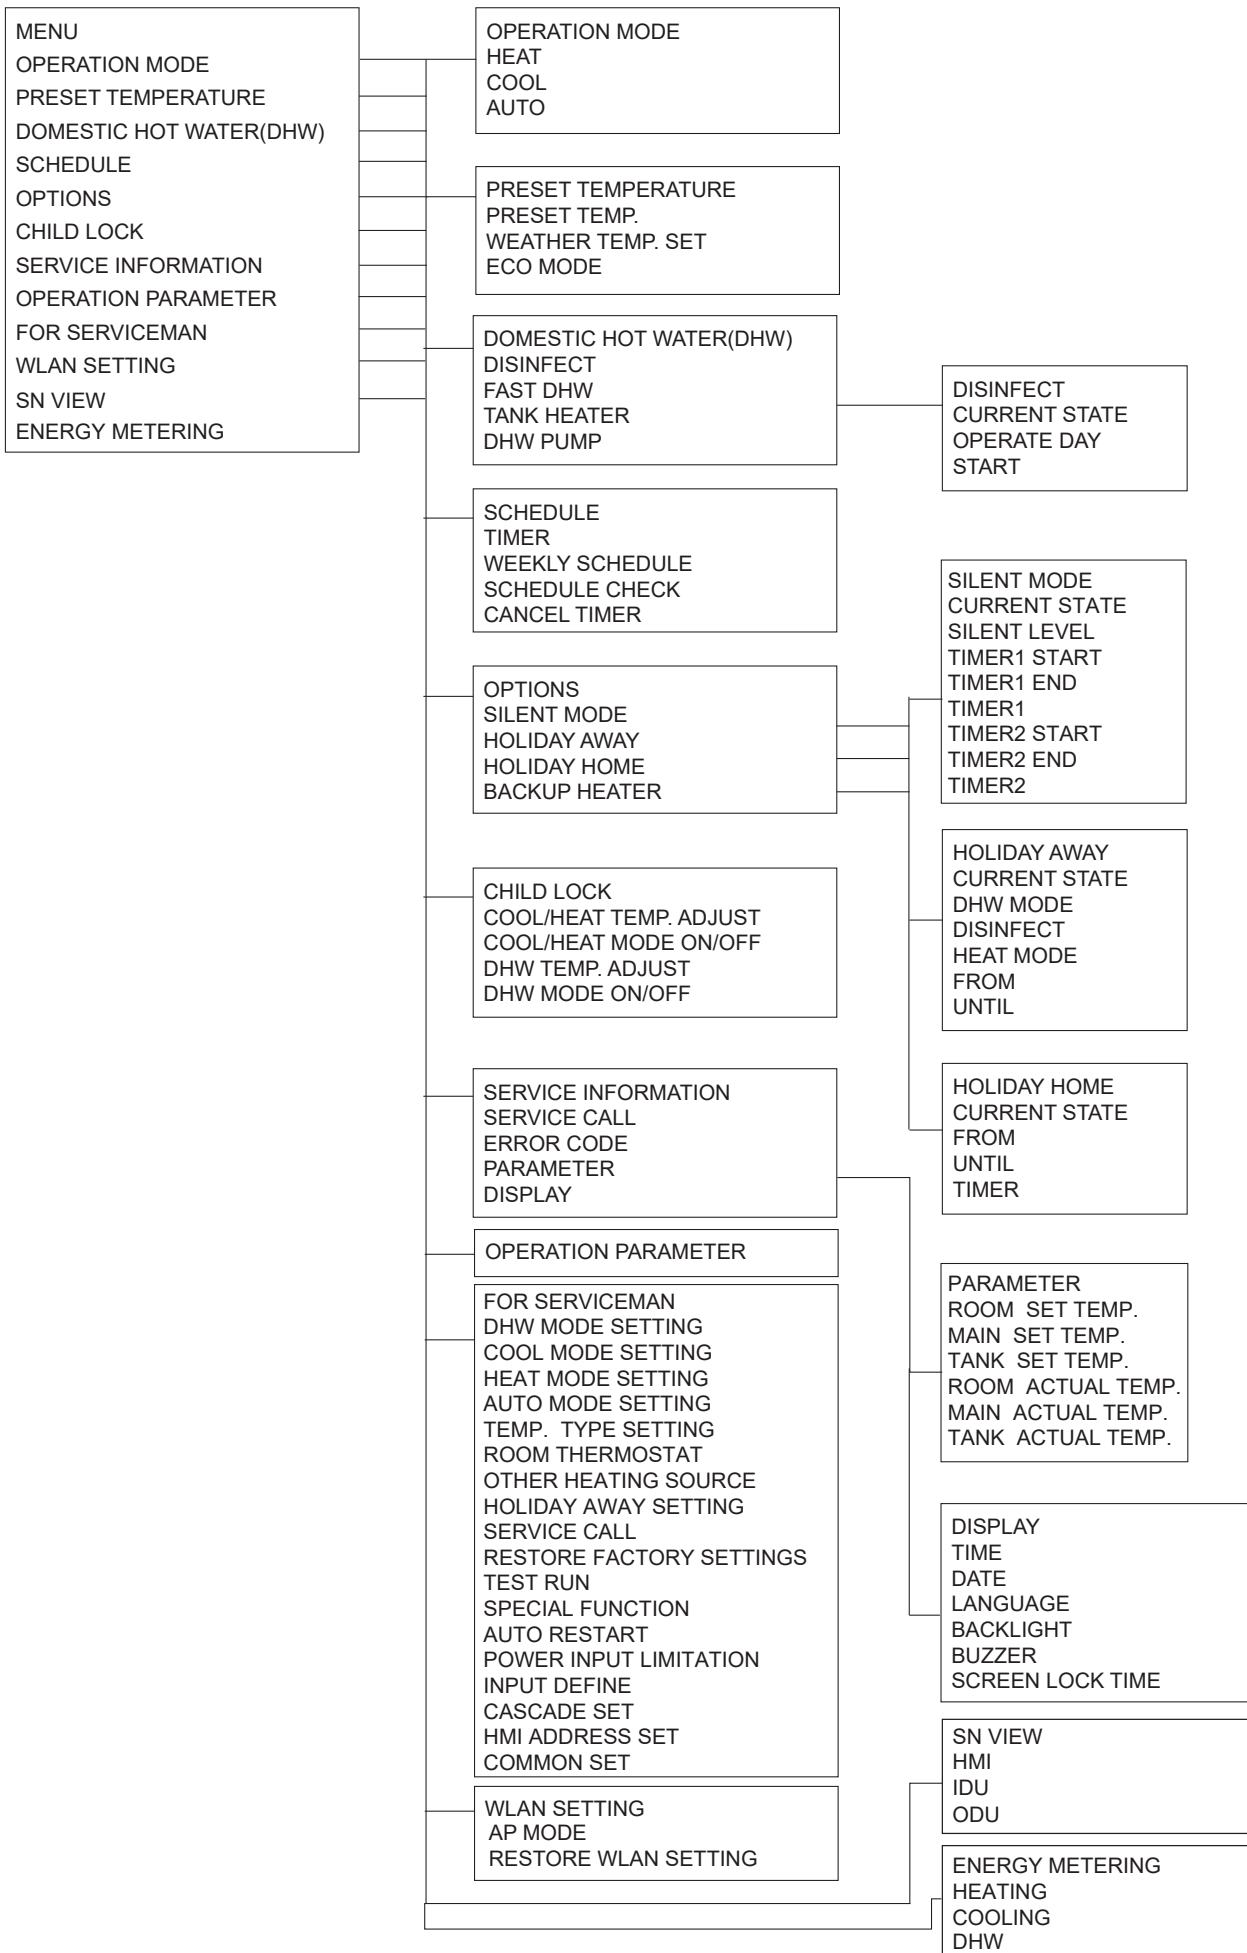 MENU
OPERATION MODE
PRESET TEMPERATURE
DOMESTIC HOT WATER(DHW)
SCHEDULE
OPTIONS
CHILD LOCK
SERVICE INFORMATION
OPERATION PARAMETER
FOR SERVICEMAN
WLAN SETTING
SN VIEW
ENERGY METERING
OPERATION MODE
HEAT
COOL
AUTO
PRESET TEMPERATURE
PRESET TEMP.
WEATHER TEMP. SET
ECO MODE
DOMESTIC HOT WATER(DHW)
DISINFECT
FAST DHW
TANK HEATER
DHW PUMP
SCHEDULE
TIMER
WEEKLY SCHEDULE
SCHEDULE CHECK
CANCEL TIMER
OPTIONS
SILENT MODE
HOLIDAY AWAY
HOLIDAY HOME
BACKUP HEATER
CHILD LOCK
COOL/HEAT TEMP. ADJUST
COOL/HEAT MODE ON/OFF
DHW TEMP. ADJUST
DHW MODE ON/OFF
SERVICE INFORMATION
SERVICE CALL
ERROR CODE
PARAMETER
DISPLAY
OPERATION PARAMETER
FOR SERVICEMAN
DHW MODE SETTING
COOL MODE SETTING
HEAT MODE SETTING
AUTO MODE SETTING
TEMP. TYPE SETTING
ROOM THERMOSTAT
OTHER HEATING SOURCE
HOLIDAY AWAY SETTING
SERVICE CALL
RESTORE FACTORY SETTINGS
TEST RUN
SPECIAL FUNCTION
AUTO RESTART
POWER INPUT LIMITATION
INPUT DEFINE
CASCADE SET
HMI ADDRESS SET
COMMON SET
WLAN SETTING
AP MODE
RESTORE WLAN SETTING
DISINFECT
CURRENT STATE
OPERATE DAY
START
SILENT MODE
CURRENT STATE
SILENT LEVEL
TIMER1 START
TIMER1 END
TIMER1
TIMER2 START
TIMER2 END
TIMER2
HOLIDAY AWAY
CURRENT STATE
DHW MODE
DISINFECT
HEAT MODE
FROM
UNTIL
HOLIDAY HOME
CURRENT STATE
FROM
UNTIL
TIMER
PARAMETER
ROOM SET TEMP.
MAIN SET TEMP.
TANK SET TEMP.
ROOM ACTUAL TEMP.
MAIN ACTUAL TEMP.
TANK ACTUAL TEMP.
DISPLAY
TIME
DATE
LANGUAGE
BACKLIGHT
BUZZER
SCREEN LOCK TIME
SN VIEW
HMI
IDU
ODU
ENERGY METERING
HEATING
COOLING
DHW